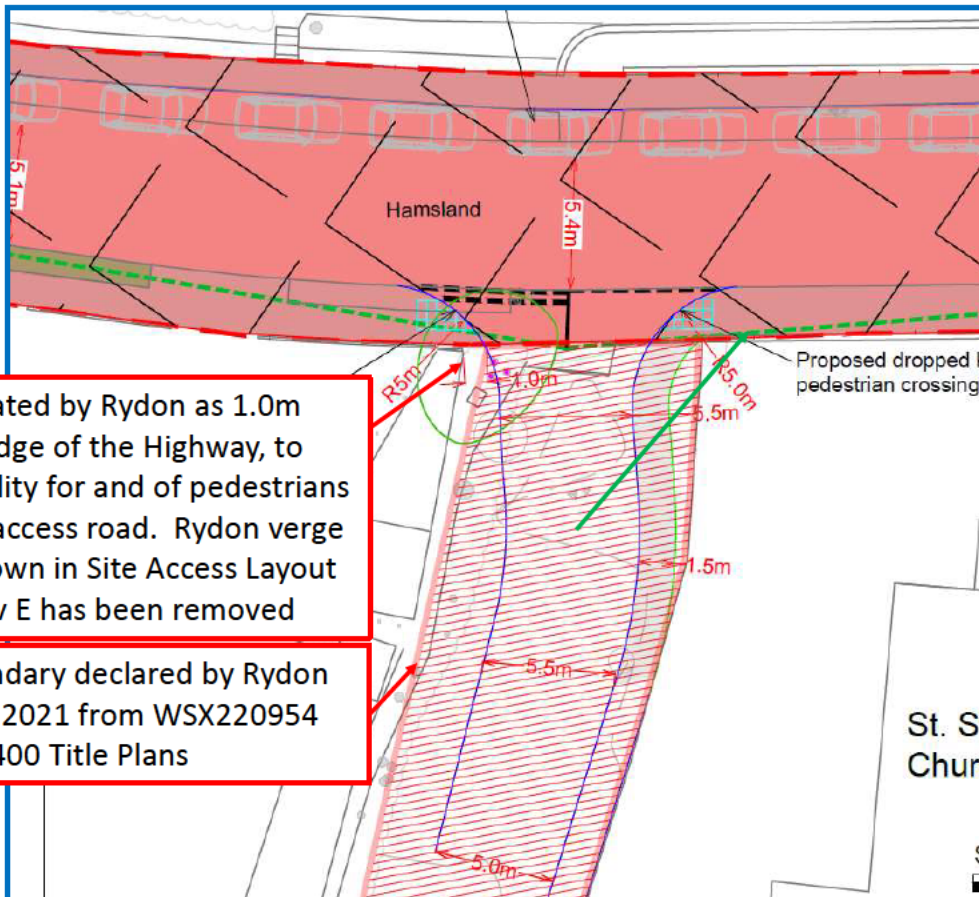 5.1m
Hamsland
5.4m
Proposed dropped
pedestrian crossing
R5m
1.0m
R5.0m
5.5m
ated by Rydon as 1.0m
dge of the Highway, to
lity for and of pedestrians
access road. Rydon verge
own in Site Access Layout
v E has been removed
1.5m
ndary declared by Rydon
2021 from WSX220954
400 Title Plans
5.5m
St. S
Chur
5.0m